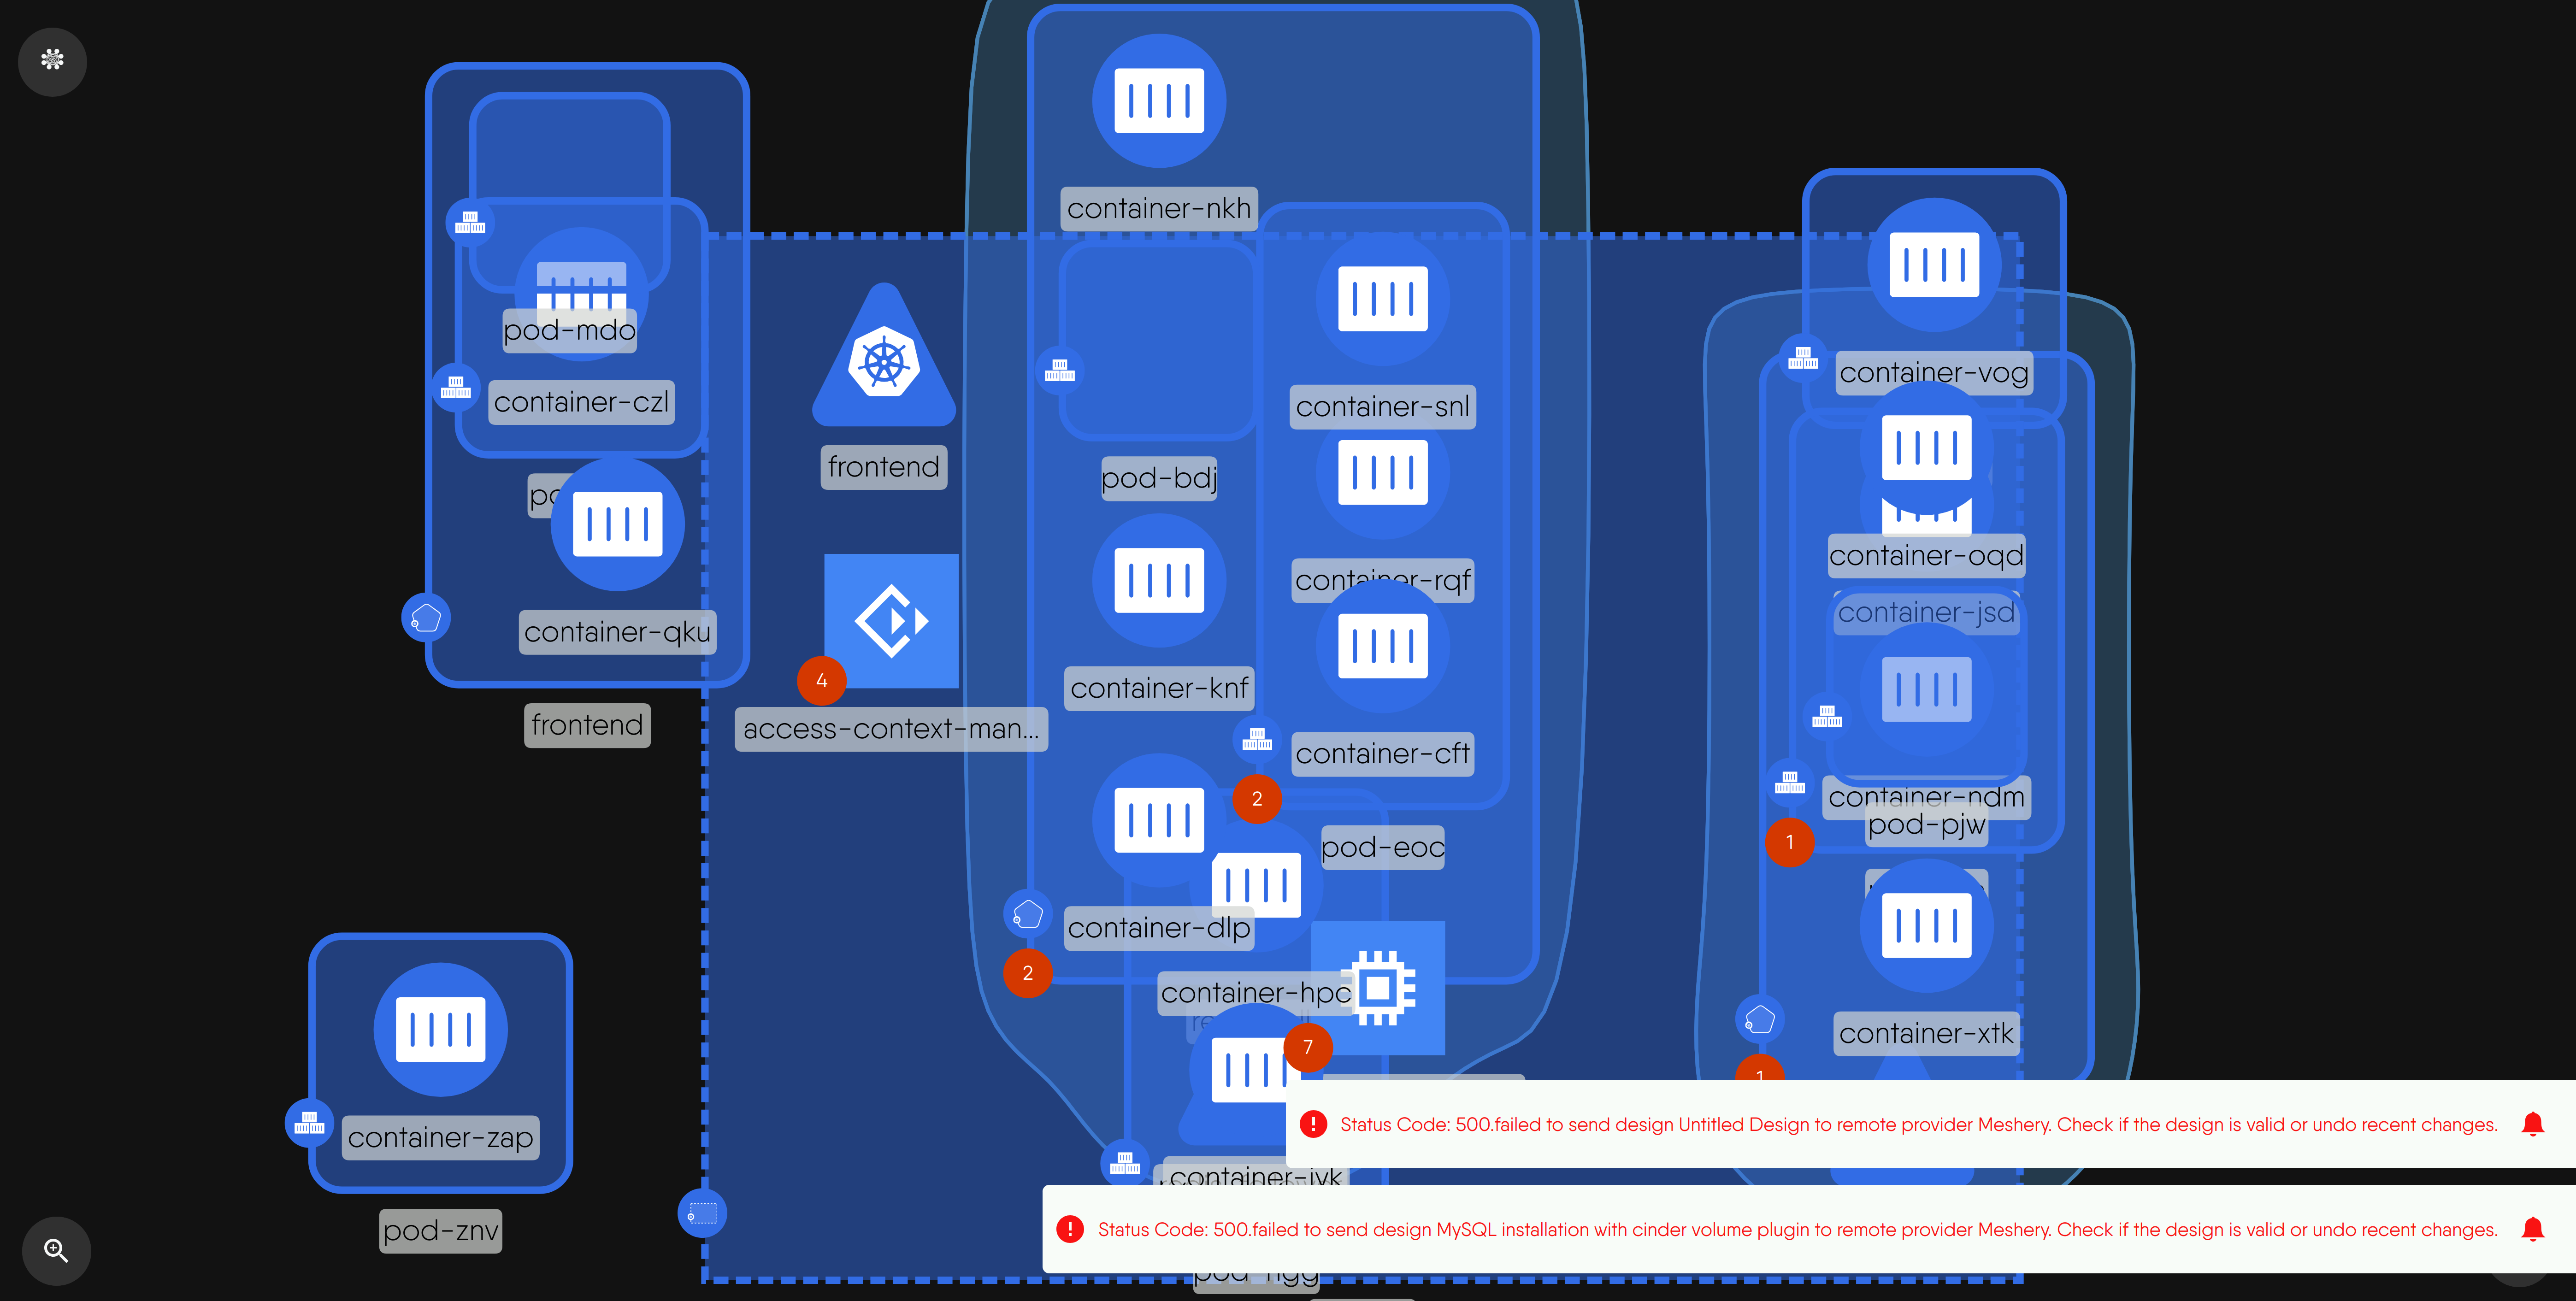 container-nkh
pod-mdo
container-czl
container-vog
container-snl
frontend
pod-bdj
container-oqd
container-rqf
container-jsd
container-qku
container-knf
4
frontend
access-context-man...
container-cft
2
container-ndm
pod-pjw
1
pod-eoc
container-dlp
2
container-hpc
container-xtk
7
1
Status Code: 500.failed to send design Untitled Design to remote provider Meshery. Check if the design is valid or undo recent changes.
container-zap
container-ivk
Status Code: 500.failed to send design MySQL installation with cinder volume plugin to remote provider Meshery. Check if the design is valid or undo recent changes.
pod-znv